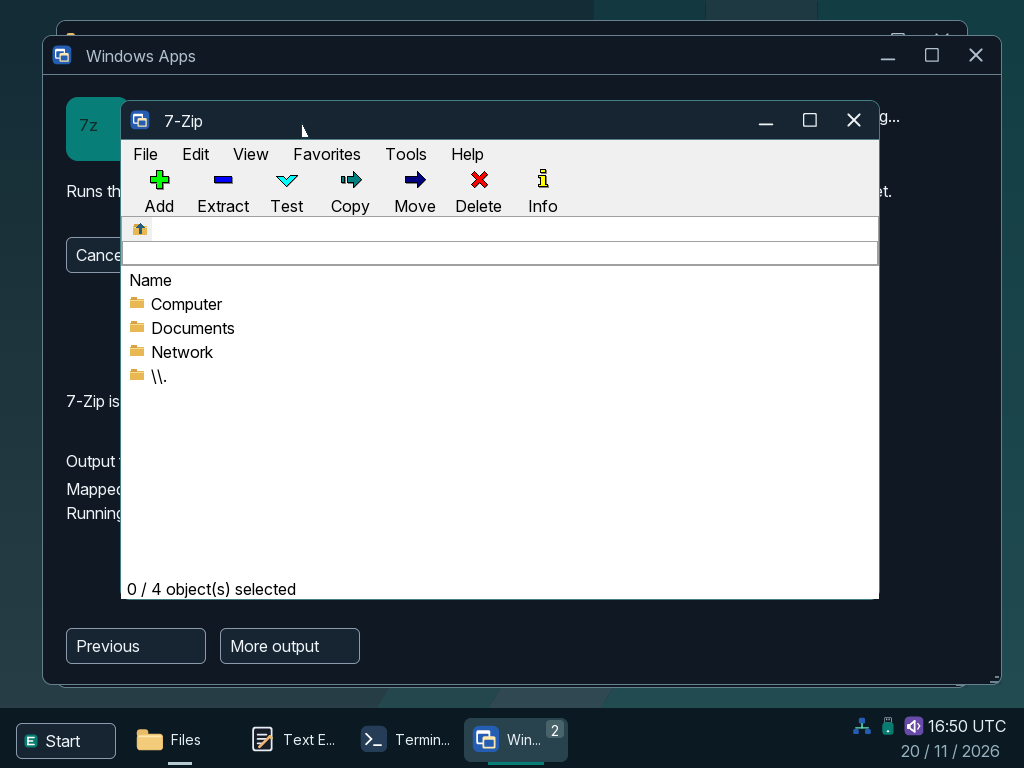 Windows Apps
7z
g...
7-Zip
File Edit View Favorites Tools Help
Add Extract Test Copy Move Delete Info
Runs th
et.
Cance
Name
Computer
Documents
Network
\\.
7-Zip is
Output
Mapped
Running
0 / 4 object(s) selected
Previous More output
E Start Files Text E... Termin... Win... 2 16:50 UTC
20 / 11 / 2026